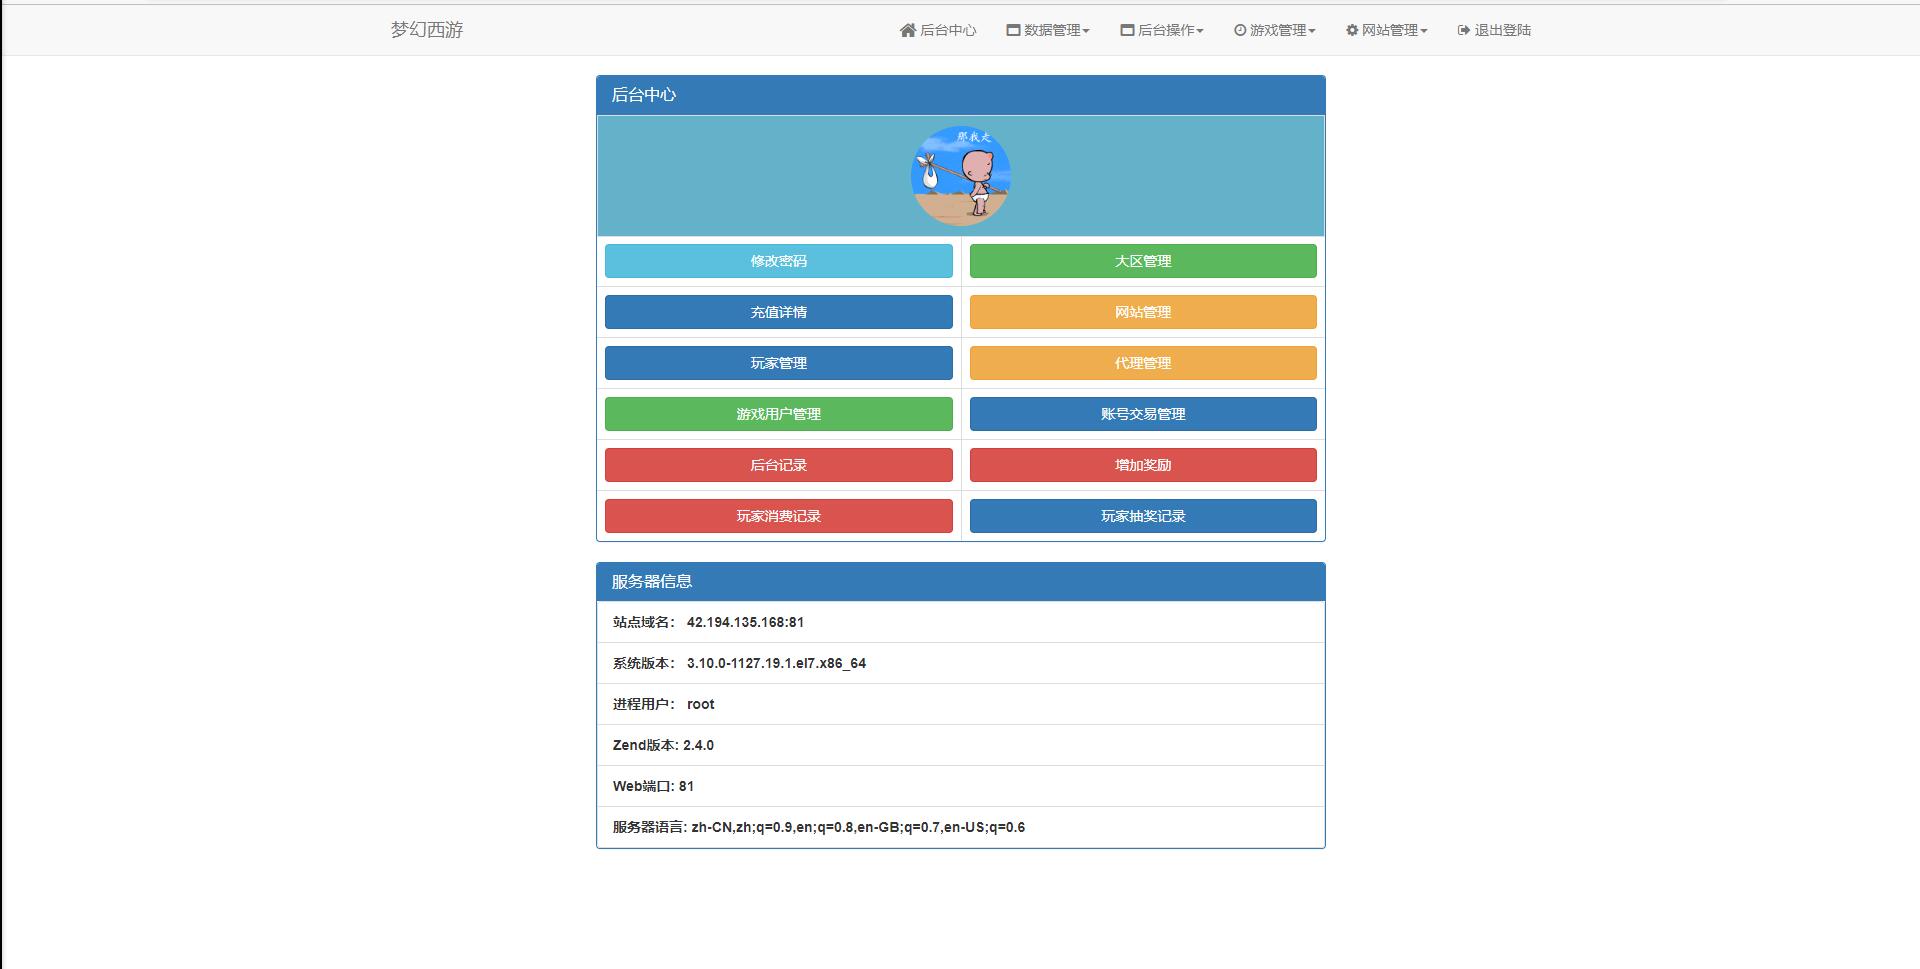 梦幻西游
后台中心 数据管理 后台操作 游戏管理 网站管理 退出登陆
后台中心
那我走
修改密码 大区管理
充值详情 网站管理
玩家管理 代理管理
游戏用户管理 账号交易管理
后台记录 增加奖励
玩家消费记录 玩家抽奖记录
服务器信息
站点域名： 42.194.135.168:81
系统版本： 3.10.0-1127.19.1.el7.x86_64
进程用户： root
Zend版本: 2.4.0
Web端口: 81
服务器语言: zh-CN,zh;q=0.9,en;q=0.8,en-GB;q=0.7,en-US;q=0.6